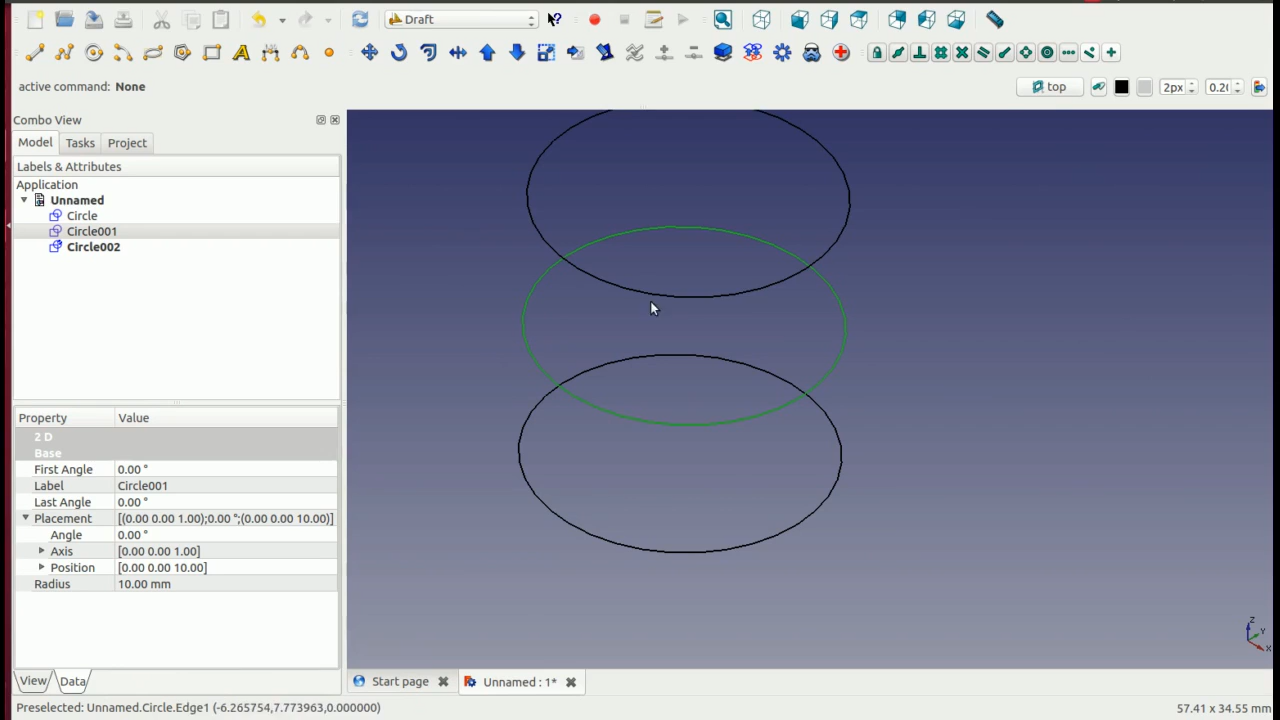 Draft
active command: None
top
2px
0.2(
Combo View
Model Tasks Project
Labels & Attributes
Application
Unnamed
Circle
Circle001
Circle002
Property Value
2 D
Base
First Angle 0.00 °
Label Circle001
Last Angle 0.00 °
Placement [(0.00 0.00 1.00);0.00 °;(0.00 0.00 10.00)]
Angle 0.00 °
Axis [0.00 0.00 1.00]
Position [0.00 0.00 10.00]
Radius 10.00 mm
Z
Y
X
View Data
Start page
Unnamed : 1*
Preselected: Unnamed.Circle.Edge1 (-6.265754,7.773963,0.000000)
57.41 x 34.55 mm